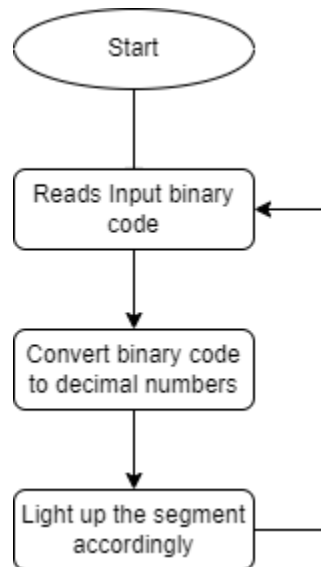 Start
Reads Input binary
code
Convert binary code
to decimal numbers
Light up the segment
accordingly